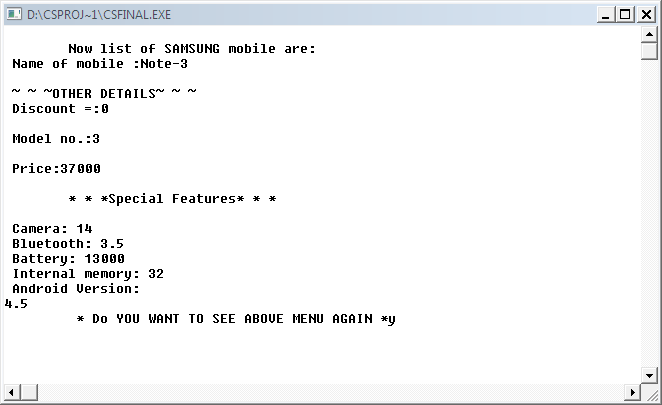 D:\CSPROJ~1\CSFINAL.EXE
Now list of SAMSUNG mobile are:
Name of mobile :Note-3
~ ~ ~OTHER DETAILS~ ~ ~
Discount =:0
Model no.:3
Price:37000
* * *Special Features* * *
Camera: 14
Bluetooth: 3.5
Battery: 13000
Internal memory: 32
Android Version:
4.5
* Do YOU WANT TO SEE ABOVE MENU AGAIN *y